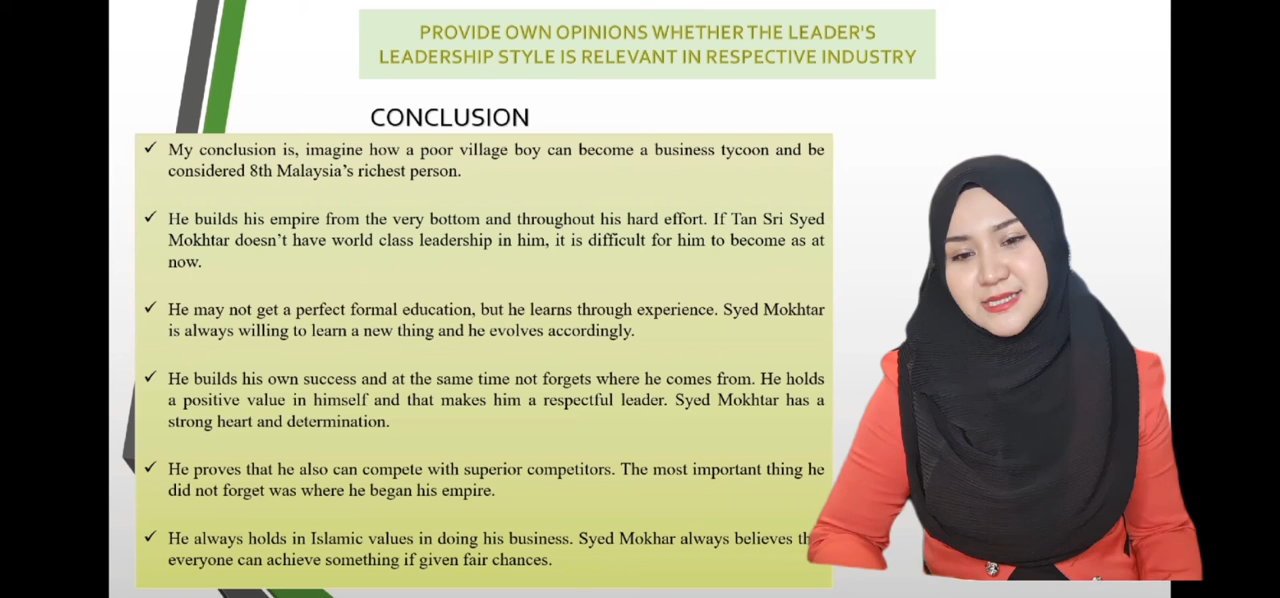 PROVIDE OWN OPINIONS WHETHER THE LEADER'S
LEADERSHIP STYLE IS RELEVANT IN RESPECTIVE INDUSTRY
CONCLUSION
✓ My conclusion is, imagine how a poor village boy can become a business tycoon and be
considered 8th Malaysia's richest person.
✓ He builds his empire from the very bottom and throughout his hard effort. If Tan Sri Syed
Mokhtar doesn't have world class leadership in him, it is difficult for him to become as at
now.
✓ He may not get a perfect formal education, but he learns through experience. Syed Mokhtar
is always willing to learn a new thing and he evolves accordingly.
✓ He builds his own success and at the same time not forgets where he comes from. He holds
a positive value in himself and that makes him a respectful leader. Syed Mokhtar has a
strong heart and determination.
✓ He proves that he also can compete with superior competitors. The most important thing he
did not forget was where he began his empire.
✓ He always holds in Islamic values in doing his business. Syed Mokhar always believes
everyone can achieve something if given fair chances.